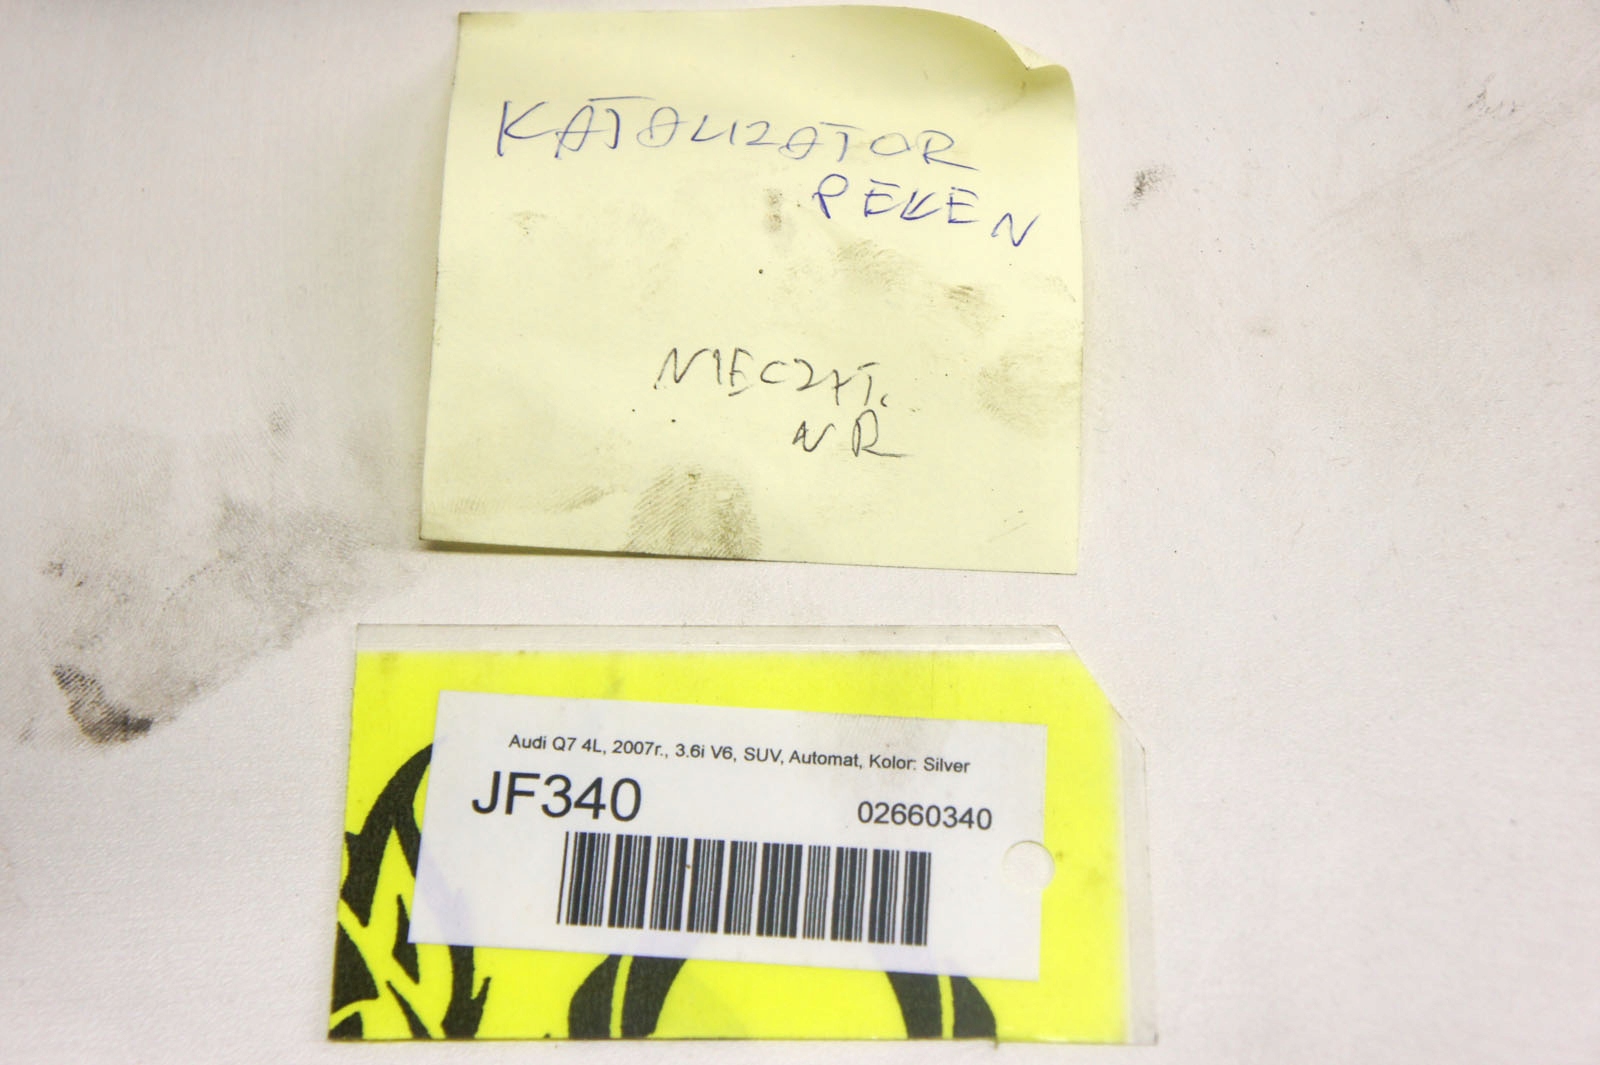 KATALIZATOR
PEŁEN
NIECZYT.
NR
Audi Q7 4L, 2007r., 3.6i V6, SUV, Automat, Kolor: Silver
JF340
02660340